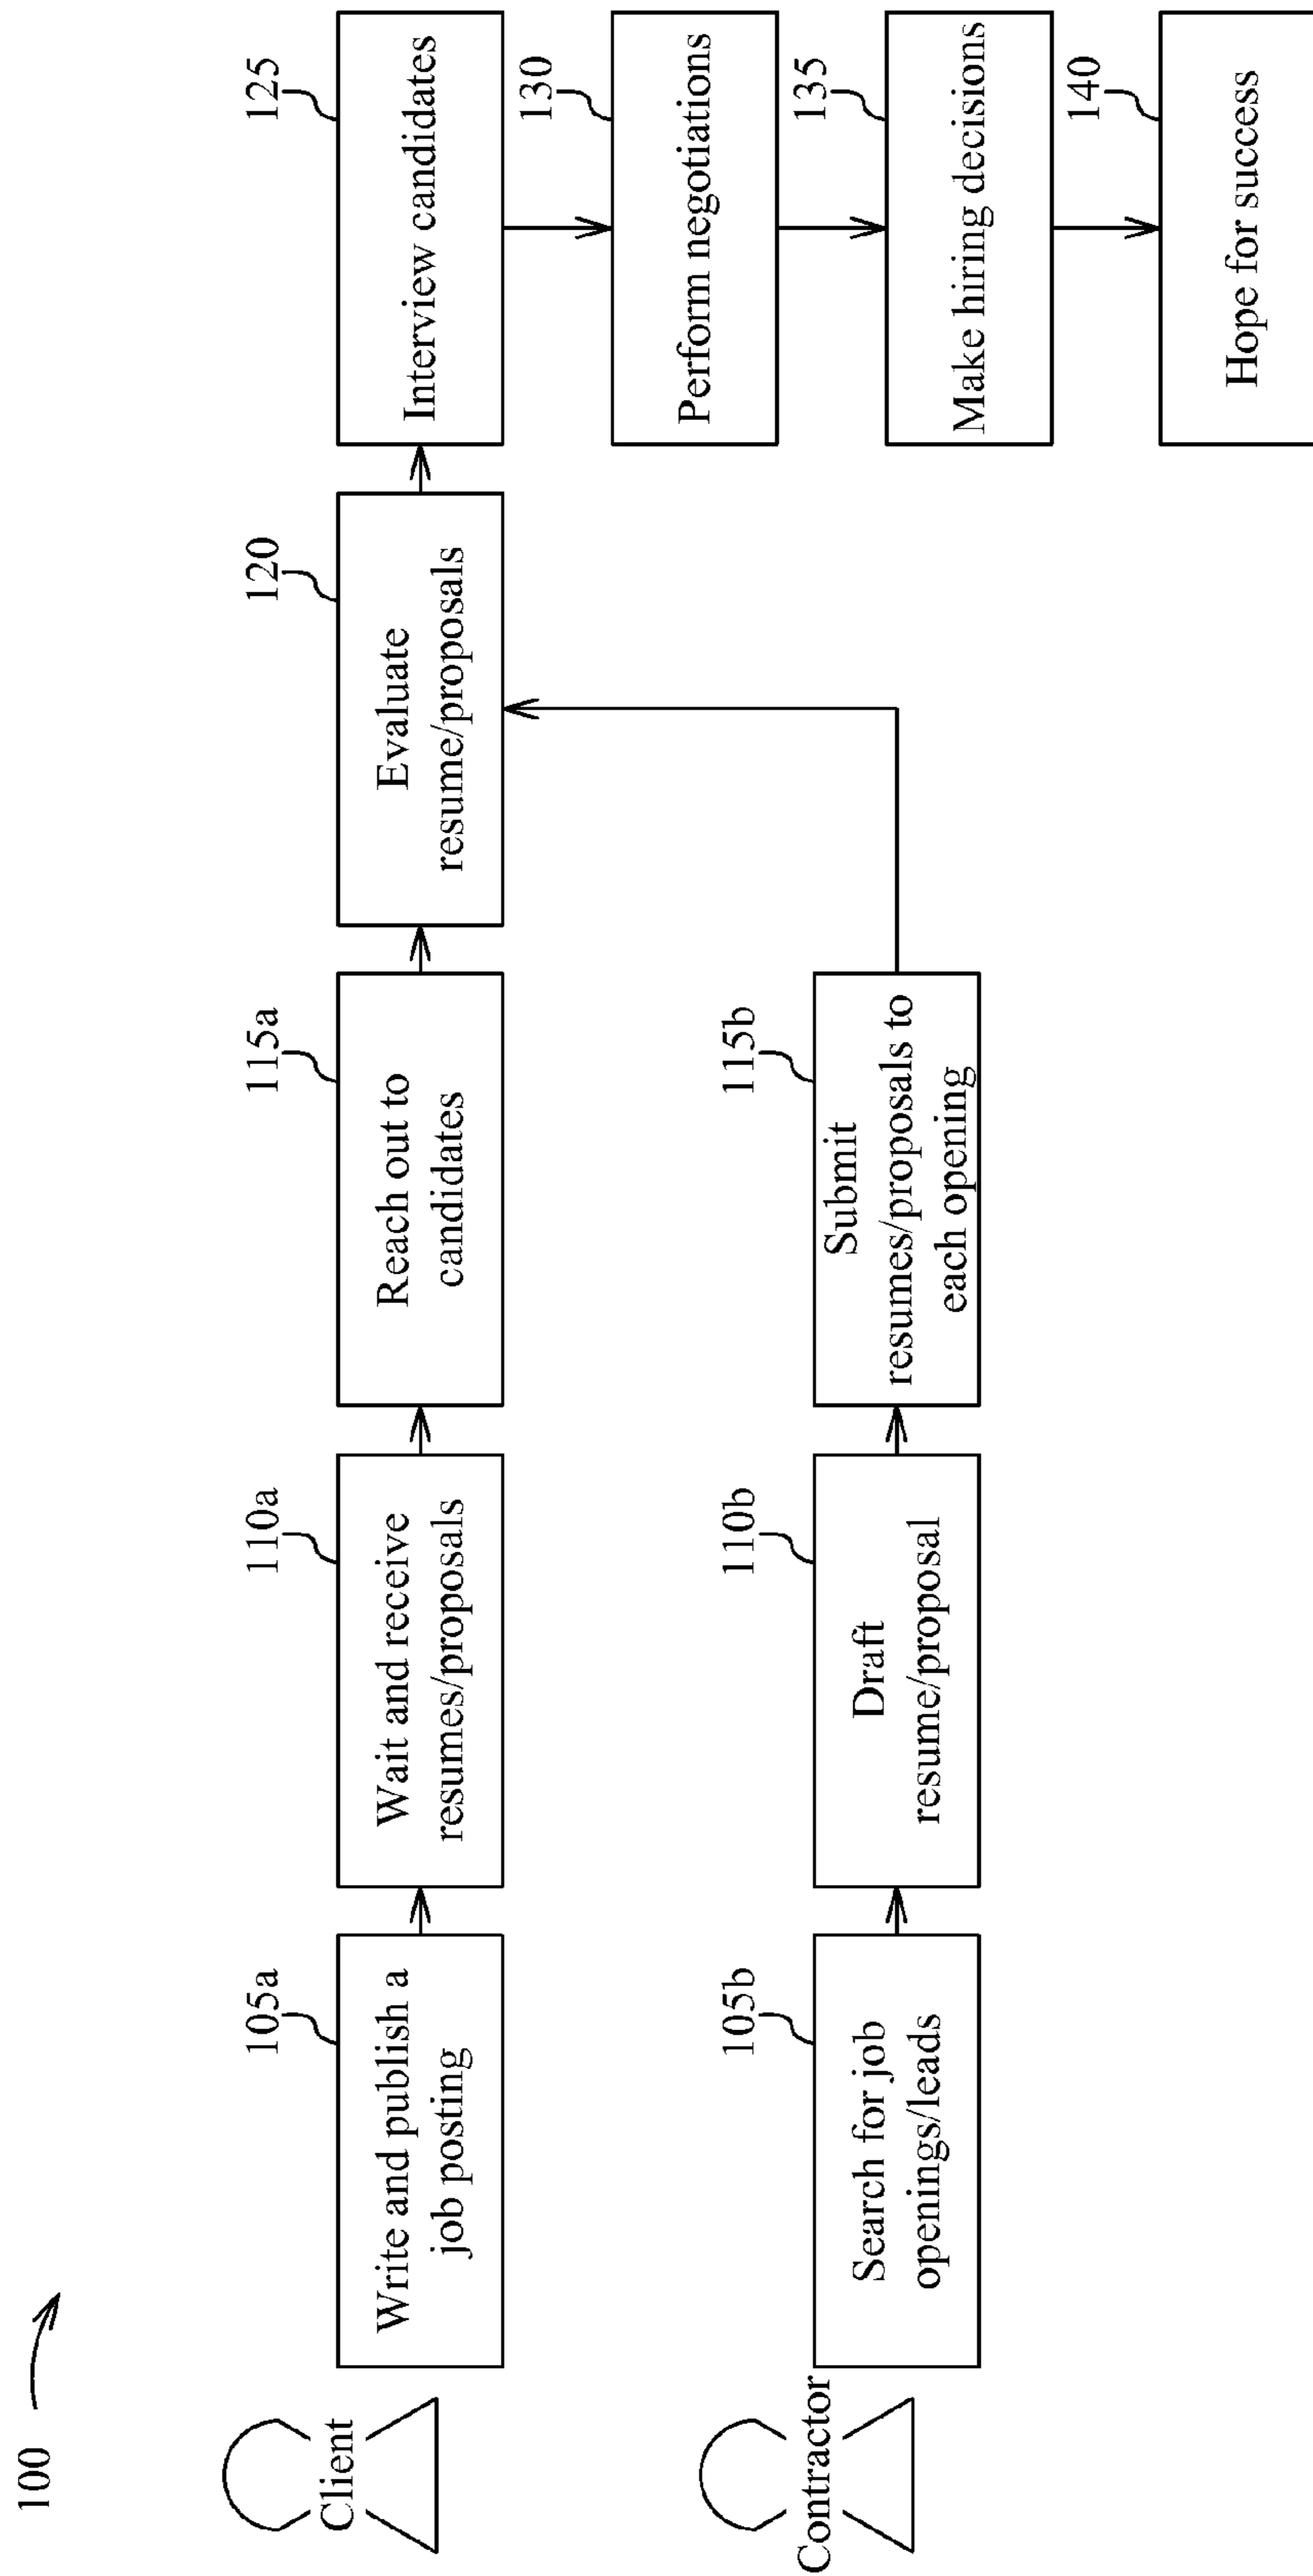 100
Client
105a
Write and publish a
job posting
110a
Wait and receive
resumes/proposals
115a
Reach out to
candidates
120
Evaluate
resume/proposals
125
Interview candidates
130
Perform negotiations
135
Make hiring decisions
140
Hope for success
Contractor
105b
Search for job
openings/leads
110b
Draft
resume/proposal
115b
Submit
resumes/proposals to
each opening